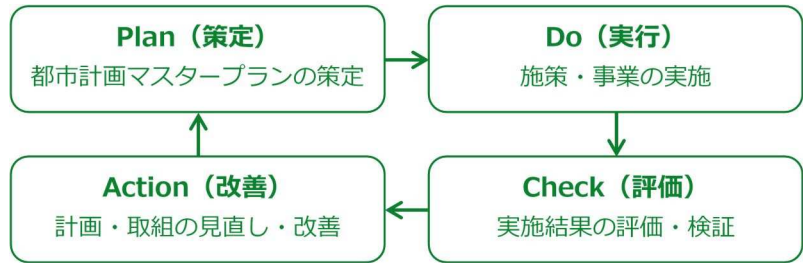 Plan（策定）
都市計画マスタープランの策定
Do（実行）
施策・事業の実施
Action（改善）
計画・取組の見直し・改善
Check（評価）
実施結果の評価・検証